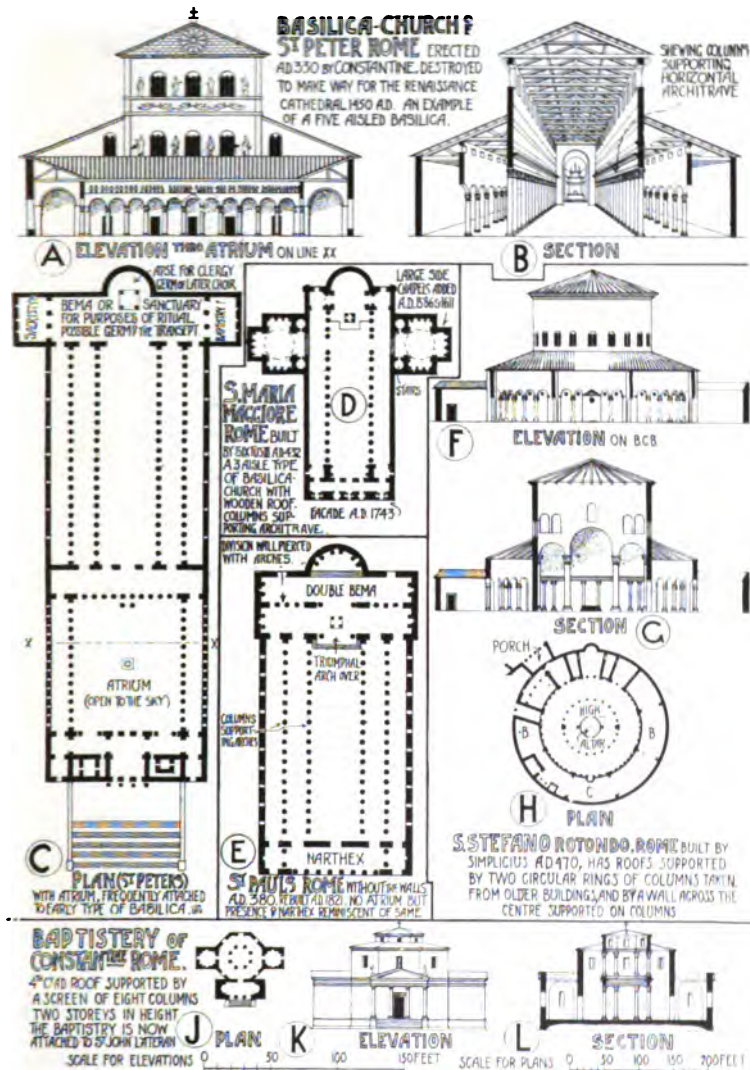 BASILICA-CHURCH?
ST PETER ROME ERECTED
A.D.330 BY CONSTANTINE. DESTROYED
TO MAKE WAY FOR THE RENAISSANCE
CATHEDRAL 1450 A.D. AN EXAMPLE
OF A FIVE AISLED BASILICA.
SHEWING COLUMNS
SUPPORTING
HORIZONTAL
ARCHITRAVE
A ELEVATION THRO ATRIUM ON LINE XX
B SECTION
APSE FOR CLERGY
GERM OF LATER CHOIR
SACRISTY?
BEMA OR SANCTUARY
FOR PURPOSES OF RITUAL
POSSIBLE GERM OF THE TRANSEPT
BAPTISTRY?
X X
ATRIUM
(OPEN TO THE SKY)
C PLAN (ST PETERS)
WITH ATRIUM, FREQUENTLY ATTACHED
TO EARLY TYPE OF BABILICA.
LARGE SIDE
CHAPELS ADDED
A.D. 1586 & 1611
STAIRS
D
S. MARIA
MAGGIORE
ROME BUILT
BY SIXTUS III A.D.432
A 3 AISLE TYPE
OF BASILICA-
CHURCH WITH
WOODEN ROOF.
COLUMNS SUP-
PORTING ARCHITRAVE.
FACADE A.D. 1743
DIVISION WALL PIERCED
WITH ARCHES.
DOUBLE BEMA
TRIUMPHAL
ARCH OVER
COLUMNS
SUPPORT-
ING ARCHES
NARTHEX
E ST PAULS ROME WITHOUT THE WALLS
A.D. 380. REBUILT A.D 1821. NO ATRIUM BUT
PRESENCE OF NARTHEX REMINISCENT OF SAME.
F ELEVATION ON B.C.B
SECTION G
PORCH
HIGH
ALTAR
B B
C
H PLAN
S. STEFANO ROTONDO. ROME BUILT BY
SIMPLICIUS A.D 470, HAS ROOFS SUPPORTED
BY TWO CIRCULAR RINGS OF COLUMNS TAKEN
FROM OLDER BUILDINGS, AND BY A WALL ACROSS THE
CENTRE SUPPORTED ON COLUMNS
BAPTISTERY OF
CONSTANTINE ROME.
4TH C A.D. ROOF SUPPORTED BY
A SCREEN OF EIGHT COLUMNS
TWO STOREYS IN HEIGHT
THE BAPTISTRY IS NOW
ATTACHED TO ST JOHN LATERAN
J PLAN
K ELEVATION
L SECTION
SCALE FOR ELEVATIONS 0 50 100 150 FEET
SCALE FOR PLANS 0 50 100 150 200 FEET